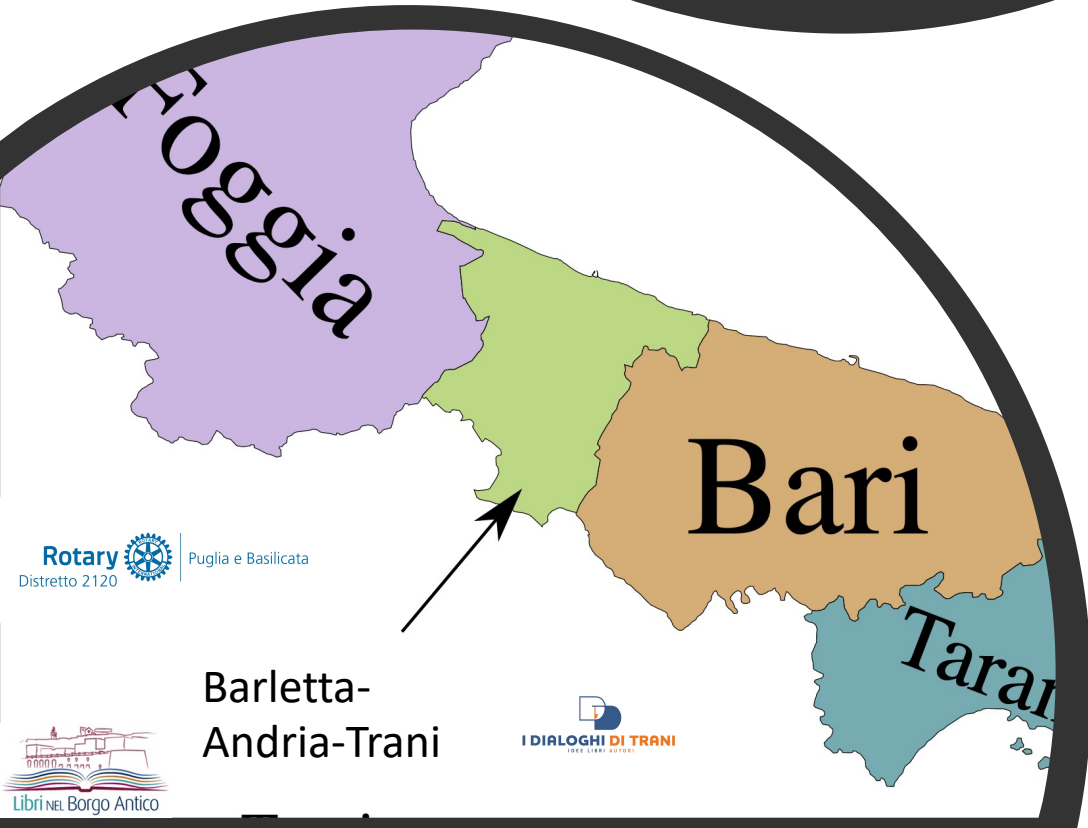 Foggia
Bari
Rotary
Distretto 2120
Puglia e Basilicata
Barletta-
Andria-Trani
I DIALOGHI DI TRANI
IDEE LIBRI AUTORI
Libri NEL Borgo Antico